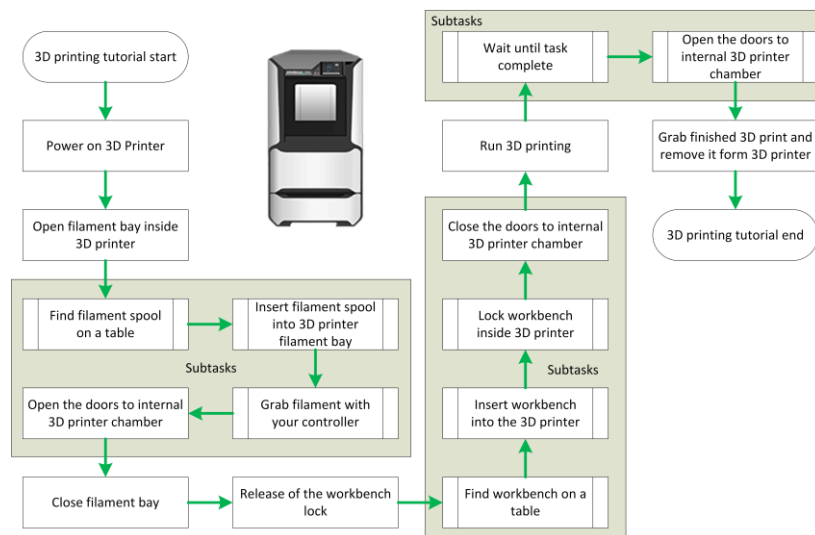 3D printing tutorial start
Power on 3D Printer
Open filament bay inside
3D printer
Subtasks
Find filament spool
on a table
Insert filament spool
into 3D printer
filament bay
Grab filament with
your controller
Open the doors to internal
3D printer chamber
Close filament bay
Release of the workbench
lock
Subtasks
Find workbench on a
table
Insert workbench
into the 3D printer
Lock workbench
inside 3D printer
Close the doors to internal
3D printer chamber
Run 3D printing
Subtasks
Wait until task
complete
Open the doors to
internal 3D printer
chamber
Grab finished 3D print and
remove it form 3D printer
3D printing tutorial end